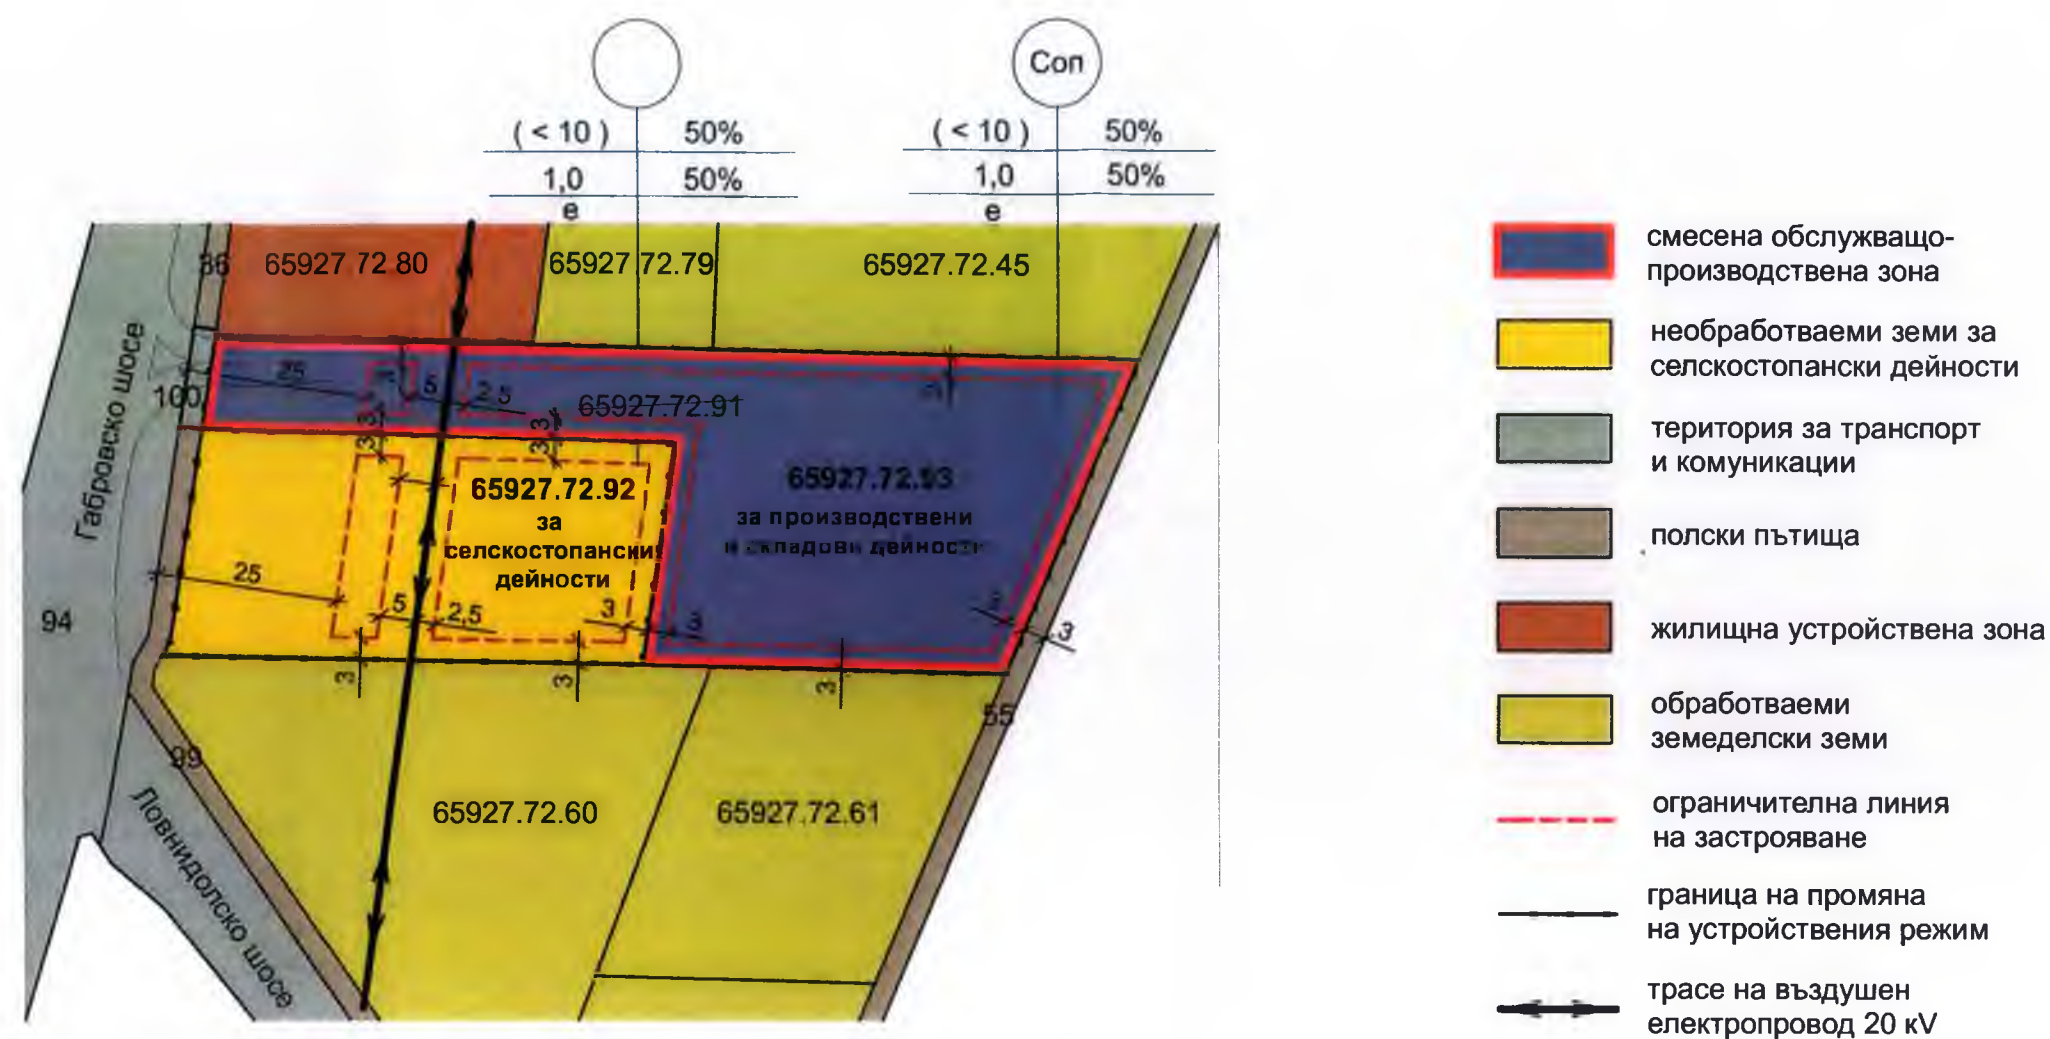 Соп
( < 10 ) 50%
1,0 50%
е
( < 10 ) 50%
1,0 50%
е
86
65927 72.80
65927.72.79
65927.72.45
Габровско шосе
100
25
5
2,5
65927.72.91
3
3
3
3
65927.72.92
за
селскостопански
дейности
65927.72.93
за производствени
и складови дейности
25
5
2,5
3
3
3
3
3
3
94
55
99
65927.72.60
65927.72.61
Ловнидолско шосе
смесена обслужващо-
производствена зона
необработваеми земи за
селскостопански дейности
територия за транспорт
и комуникации
полски пътища
жилищна устройствена зона
обработваеми
земеделски земи
ограничителна линия
на застрояване
граница на промяна
на устройствения режим
трасе на въздушен
електропровод 20 кV